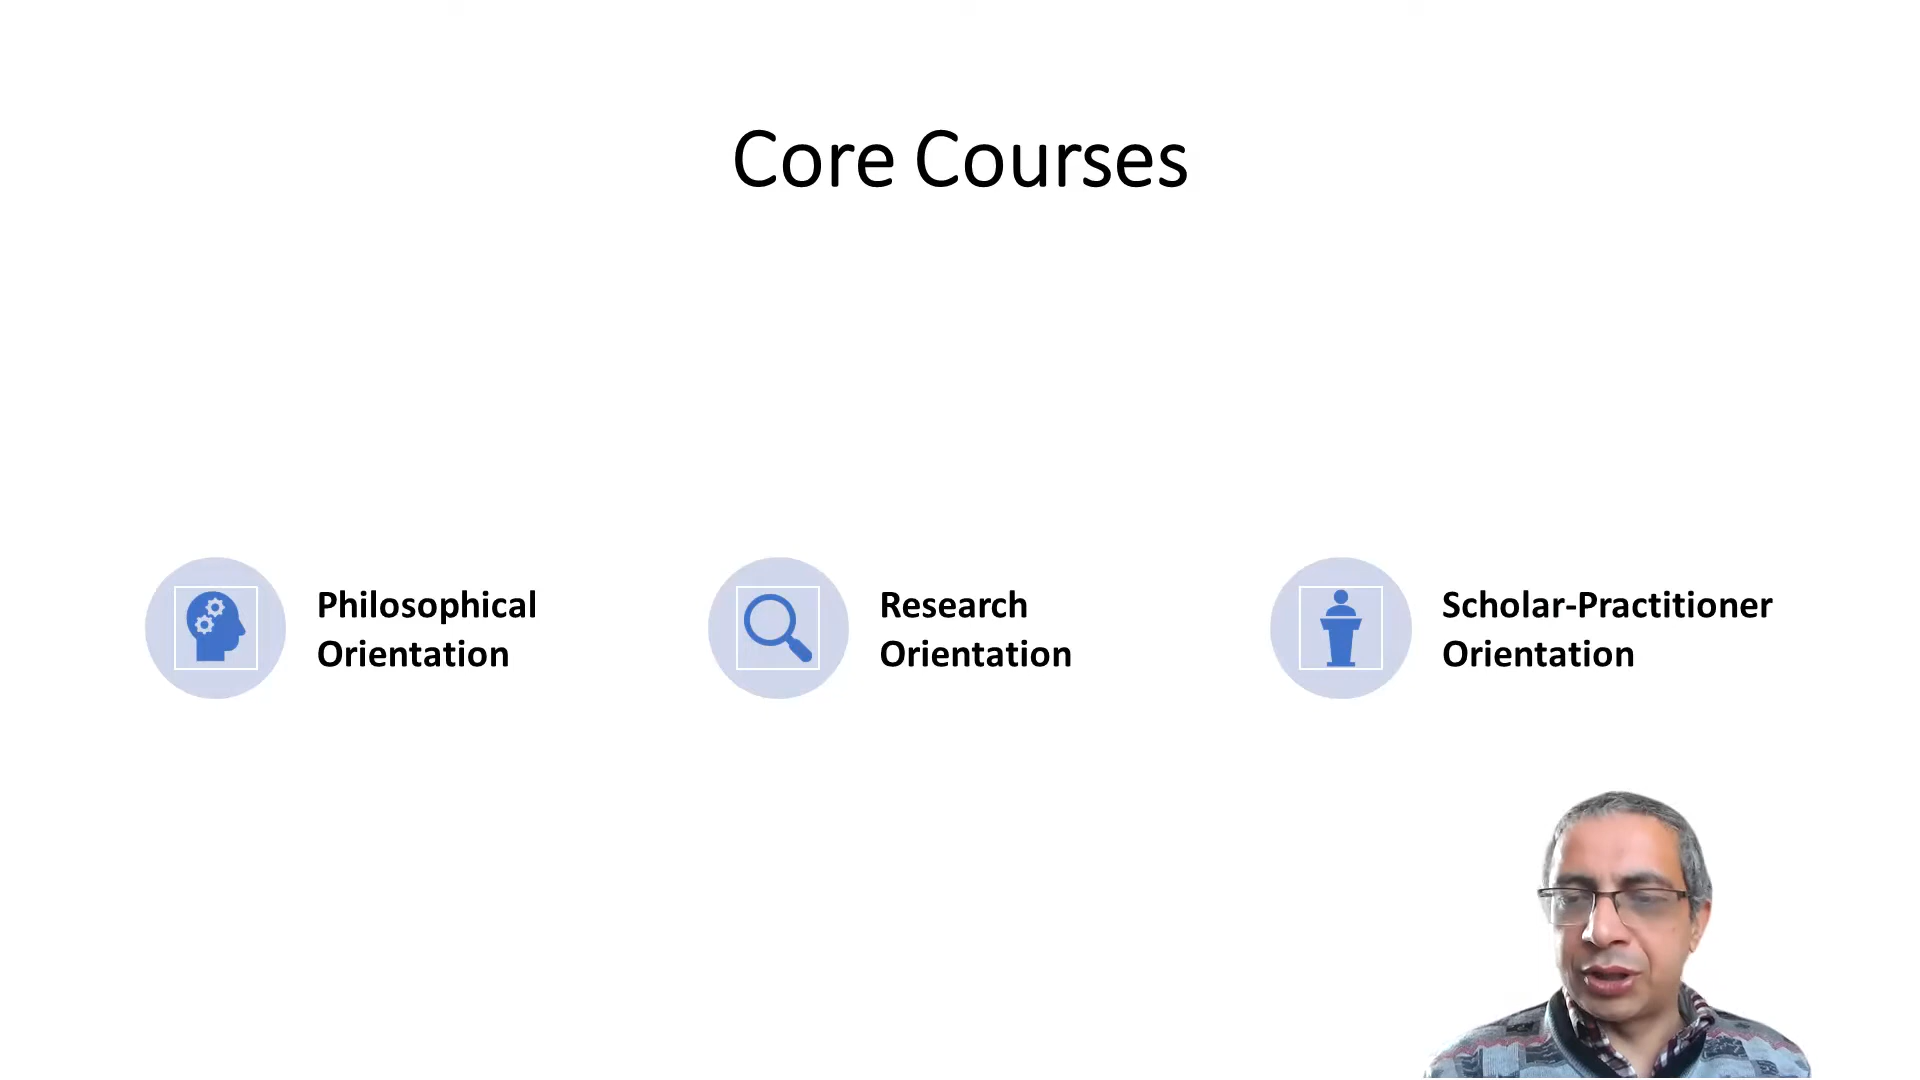 Core Courses
Philosophical
Orientation
Research
Orientation
Scholar-Practitioner
Orientation